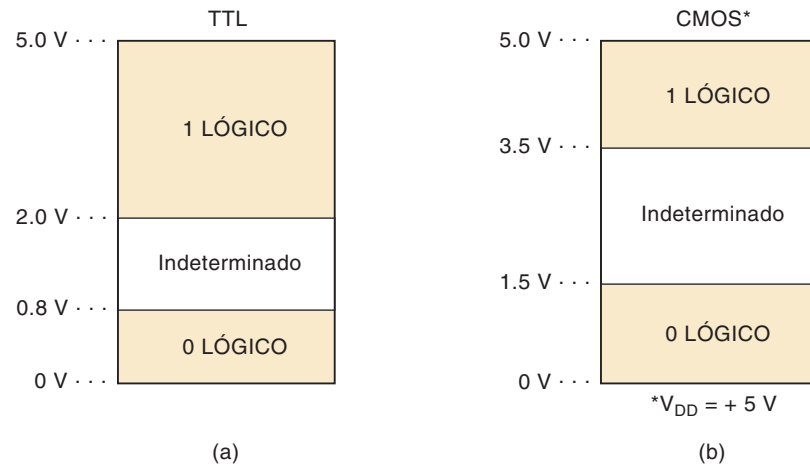 TTL
5.0 V · · ·
1 LÓGICO
2.0 V · · ·
Indeterminado
0.8 V · · ·
0 LÓGICO
0 V · · ·
(a)
CMOS*
5.0 V · · ·
1 LÓGICO
3.5 V · · ·
Indeterminado
1.5 V · · ·
0 LÓGICO
0 V · · ·
*V_DD = + 5 V
(b)